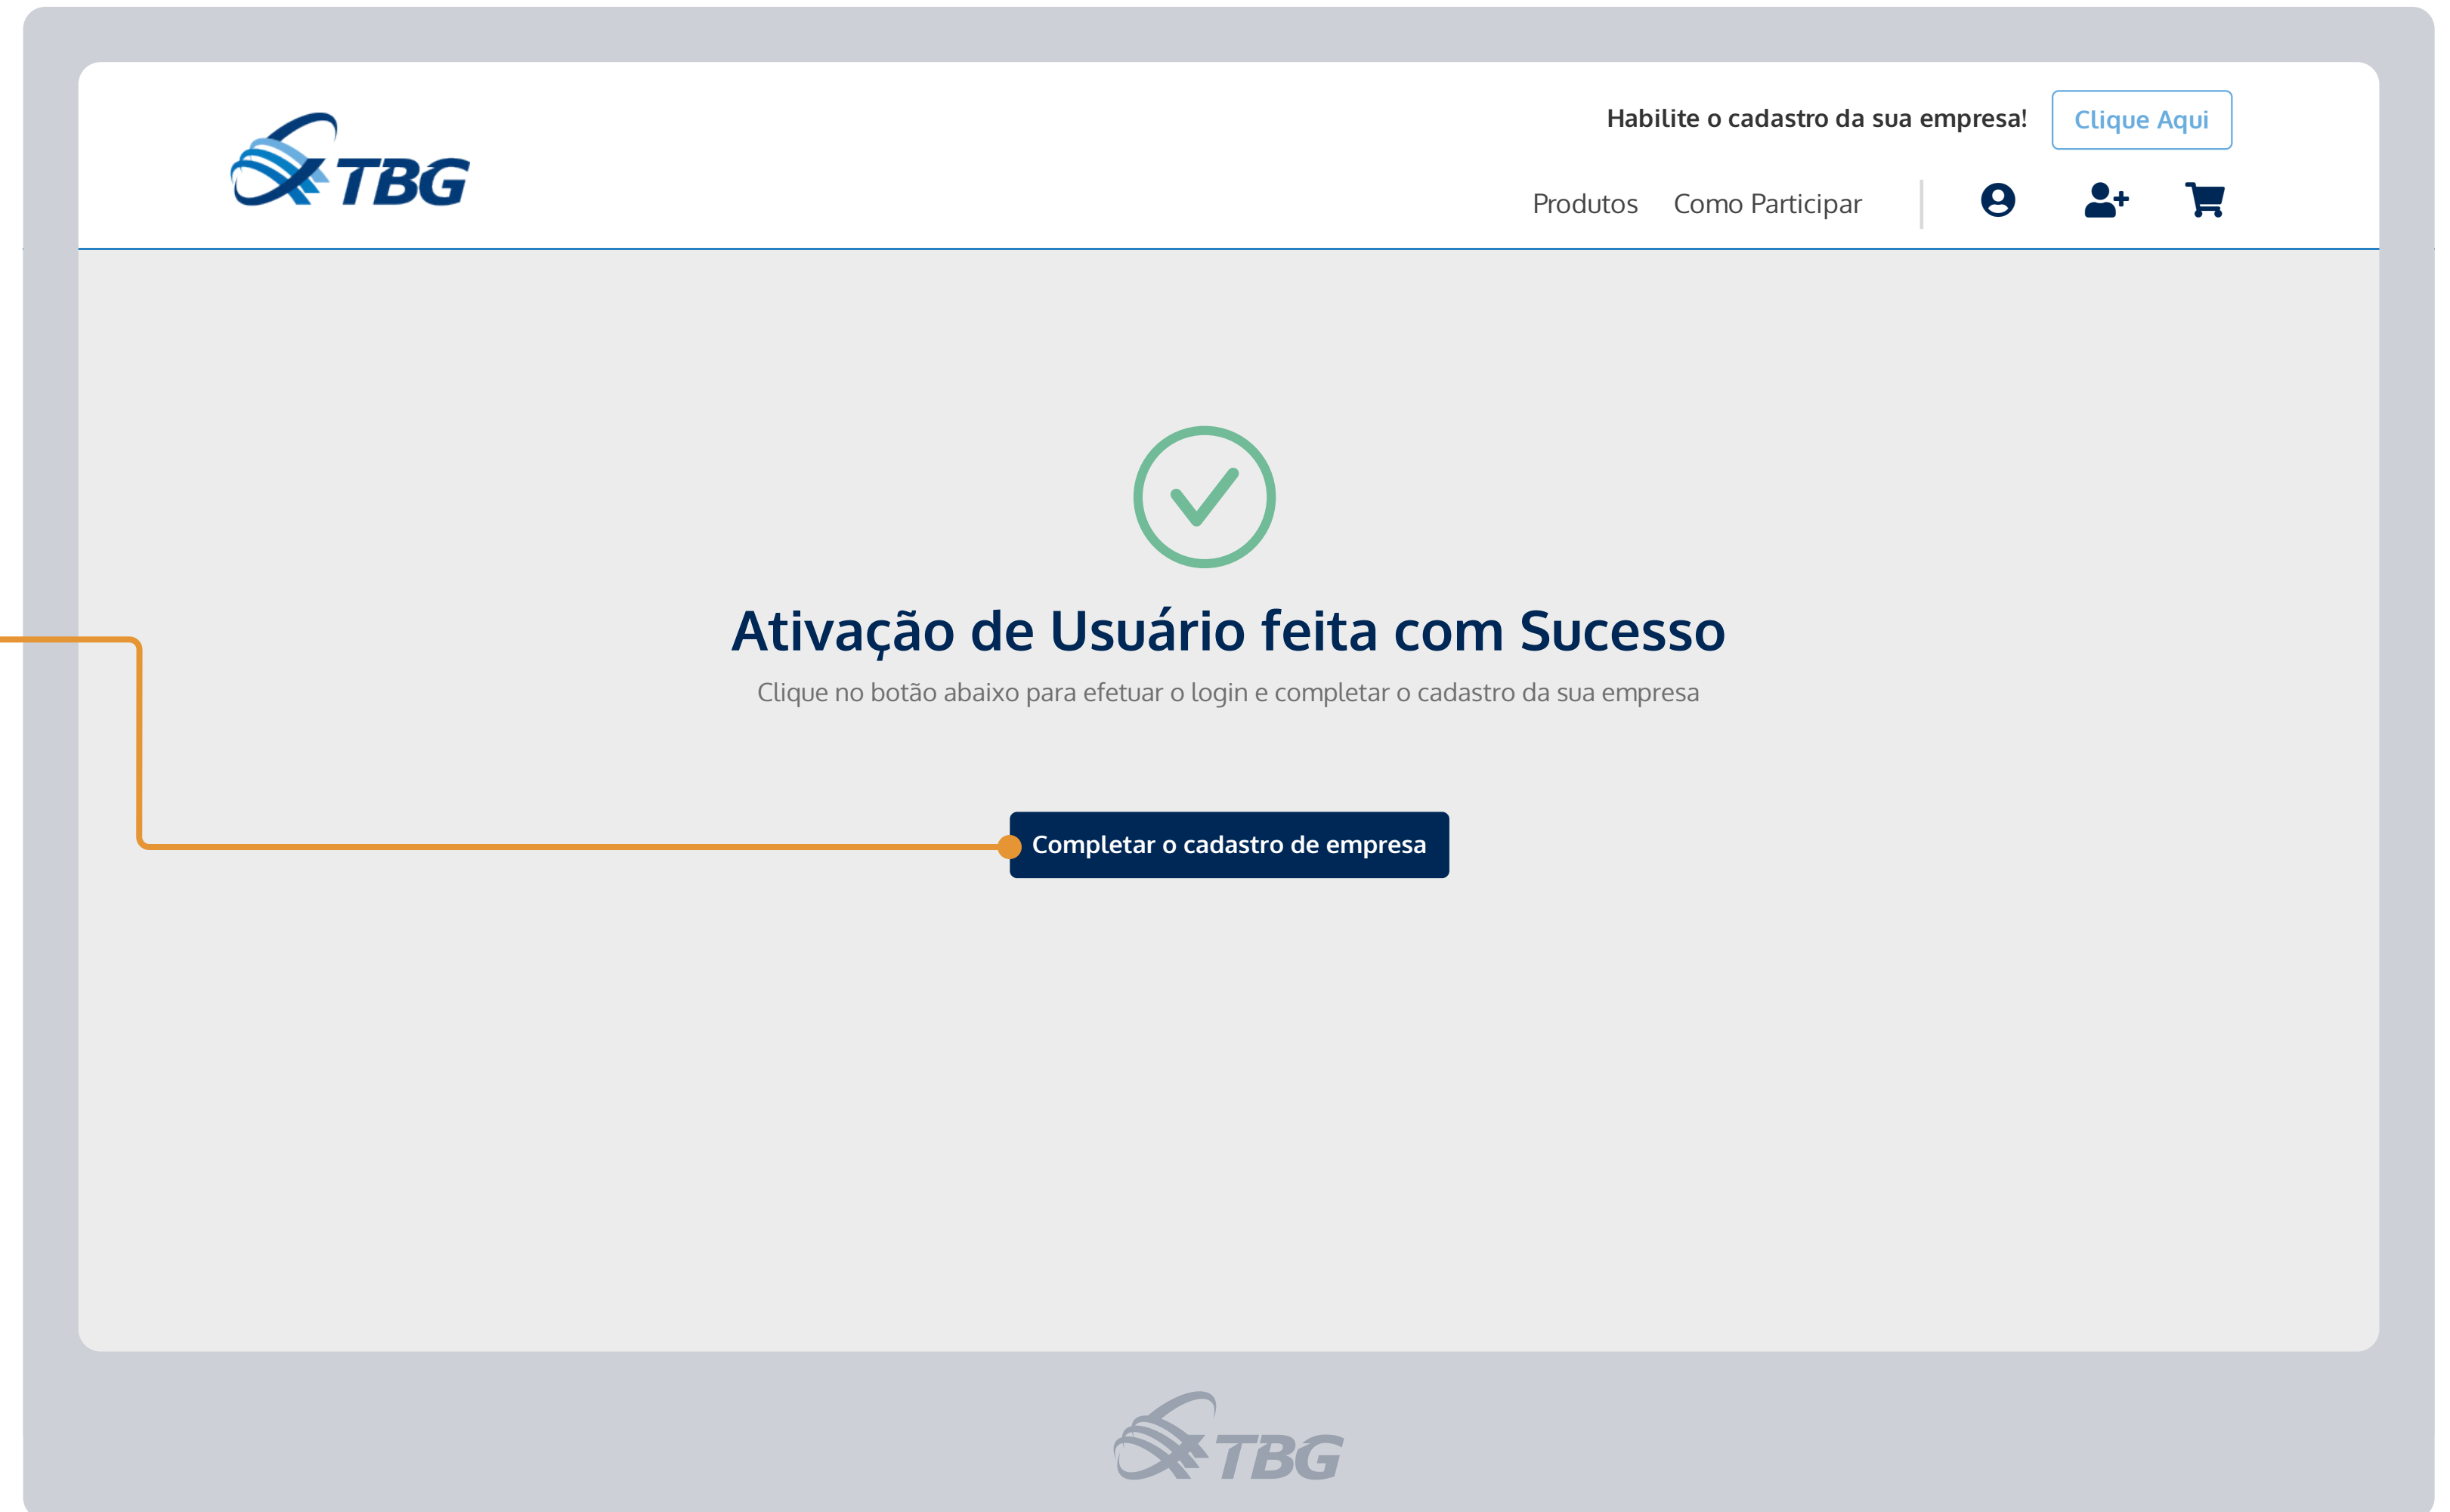 Habilite o cadastro da sua empresa! Clique Aqui
TBG
Produtos Como Participar
Ativação de Usuário feita com Sucesso
Clique no botão abaixo para efetuar o login e completar o cadastro da sua empresa
Completar o cadastro de empresa
TBG